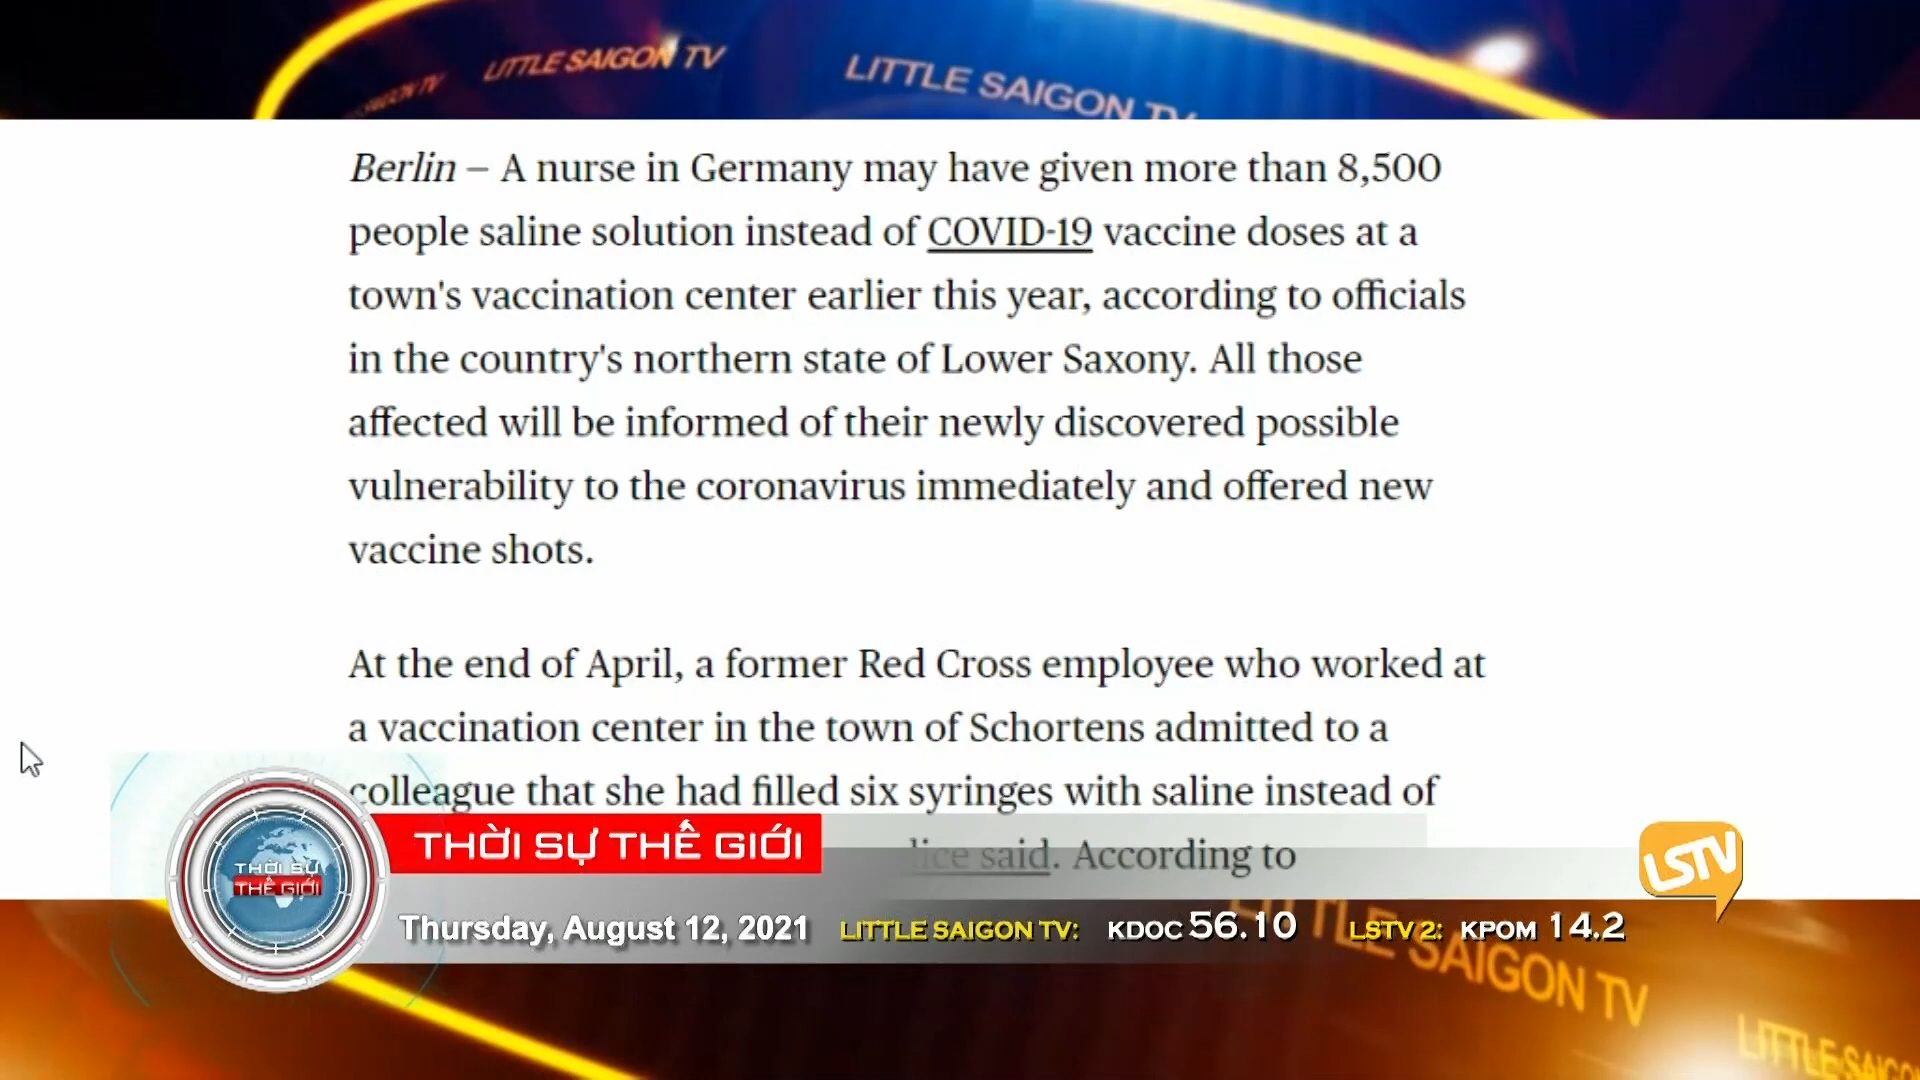 LITTLE SAIGON TV
LITTLE SAIGON TV
SAIGON TV
Berlin – A nurse in Germany may have given more than 8,500
people saline solution instead of COVID-19 vaccine doses at a
town's vaccination center earlier this year, according to officials
in the country's northern state of Lower Saxony. All those
affected will be informed of their newly discovered possible
vulnerability to the coronavirus immediately and offered new
vaccine shots.
At the end of April, a former Red Cross employee who worked at
a vaccination center in the town of Schortens admitted to a
colleague that she had filled six syringes with saline instead of
lice said. According to
THỜI SỰ THẾ GIỚI
THỜI SỰ
THẾ GIỚI
LSTV
Thursday, August 12, 2021 LITTLE SAIGON TV: KDOC 56.10 LSTV 2: KPOM 14.2
LITTLE SAIGON TV
LITTLE SAIGO